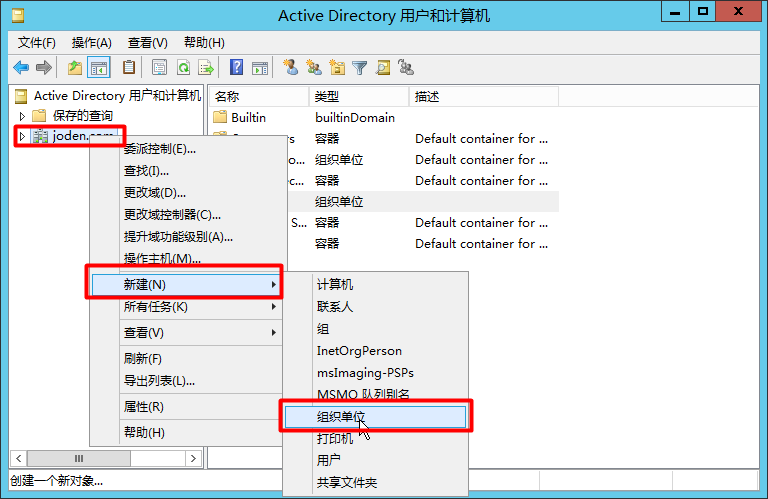 Active Directory 用户和计算机
文件(F) 操作(A) 查看(V) 帮助(H)
Active Directory 用户和计算机
保存的查询
joden.com
名称 类型 描述
Builtin builtinDomain
容器 Default container for ...
组织单位 Default container for ...
容器 Default container for ...
组织单位
S... 容器 Default container for ...
容器 Default container for ...
委派控制(E)...
查找(I)...
更改域(D)...
更改域控制器(C)...
提升域功能级别(A)...
操作主机(M)...
新建(N)
所有任务(K)
查看(V)
刷新(F)
导出列表(L)...
属性(R)
帮助(H)
计算机
联系人
组
InetOrgPerson
msImaging-PSPs
MSMQ 队列别名
组织单位
打印机
用户
共享文件夹
创建一个新对象...